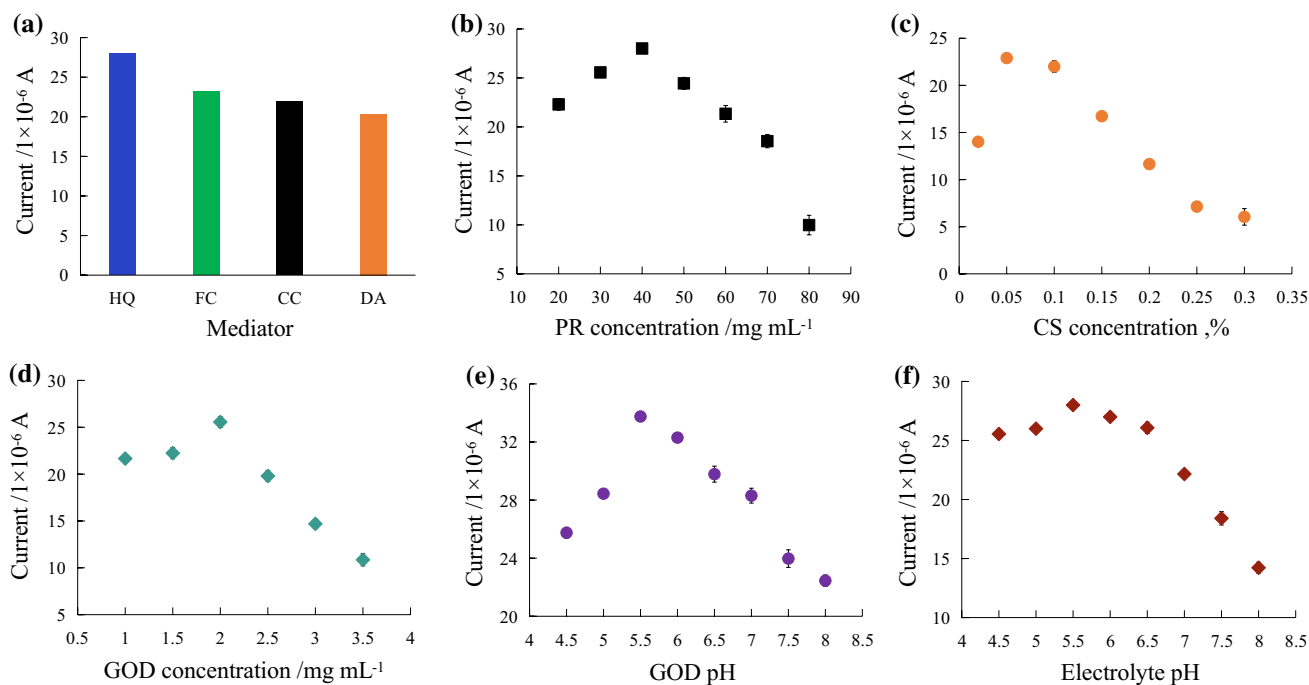 (a)
30
25
20
15
10
5
0
Current /1×10⁻⁶ A
HQ FC CC DA
Mediator
(b)
30
25
20
15
10
5
Current /1×10⁻⁶ A
10 20 30 40 50 60 70 80 90
PR concentration /mg mL⁻¹
(c)
25
20
15
10
5
0
Current /1×10⁻⁶ A
0 0.05 0.1 0.15 0.2 0.25 0.3 0.35
CS concentration ,%
(d)
30
25
20
15
10
5
Current /1×10⁻⁶ A
0.5 1 1.5 2 2.5 3 3.5 4
GOD concentration /mg mL⁻¹
(e)
36
32
28
24
20
Current /1×10⁻⁶ A
4 4.5 5 5.5 6 6.5 7 7.5 8 8.5
GOD pH
(f)
30
25
20
15
10
Current /1×10⁻⁶ A
4 4.5 5 5.5 6 6.5 7 7.5 8 8.5
Electrolyte pH